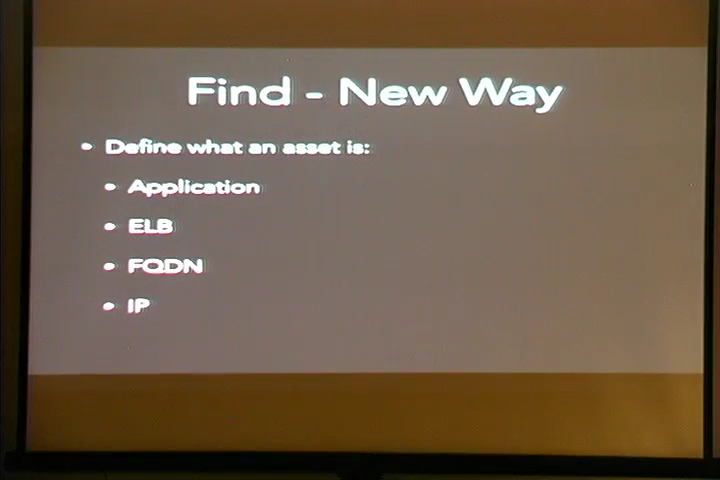 Find - New Way
• Define what an asset is:
• Application
• ELB
• FQDN
• IP